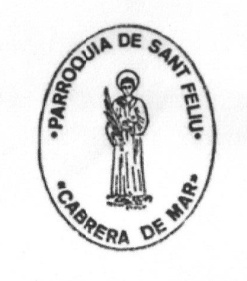 •PARROQUIA DE SANT FELIU•
«CABRERA DE MAR»